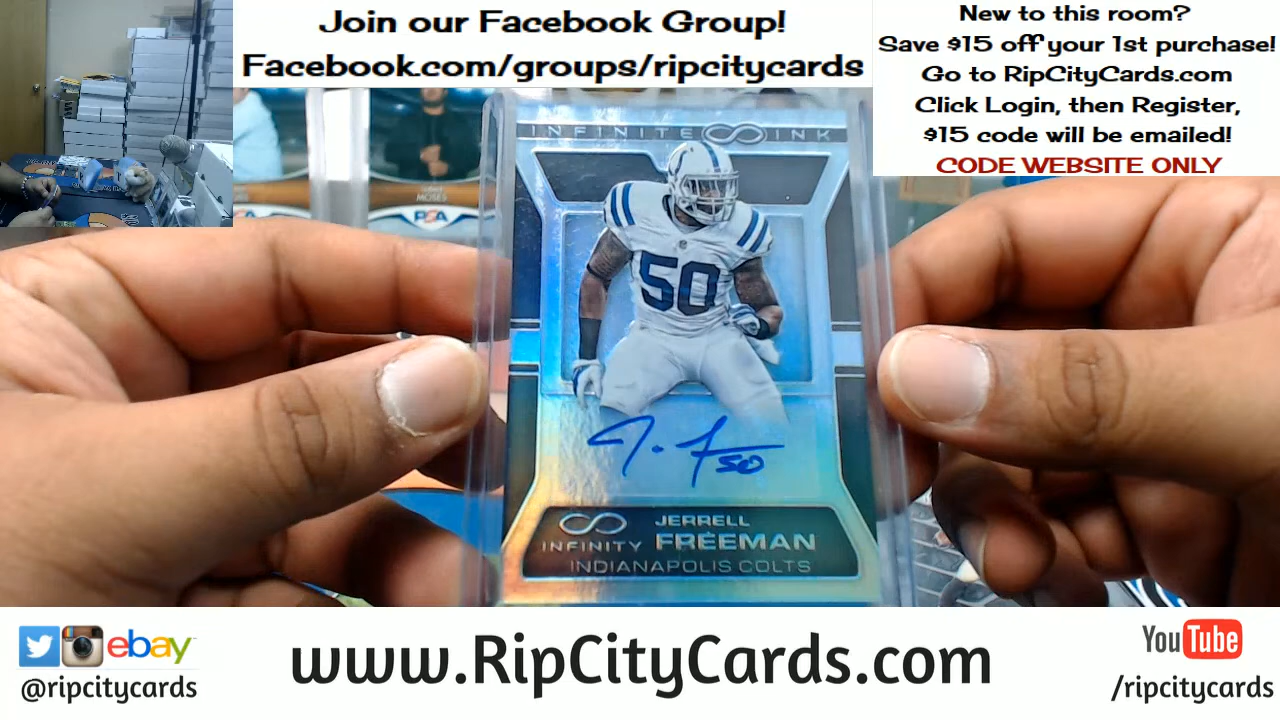 Join our Facebook Group!
Facebook.com/groups/ripcitycards
New to this room?
Save $15 off your 1st purchase!
Go to RipCityCards.com
Click Login, then Register,
$15 code will be emailed!
CODE WEBSITE ONLY
MOSES
PSA
INFINITE INK
50
J. F 50
JERRELL
INFINITY FREEMAN
INDIANAPOLIS COLTS
ebay
@ripcitycards
www.RipCityCards.com
YouTube
/ripcitycards